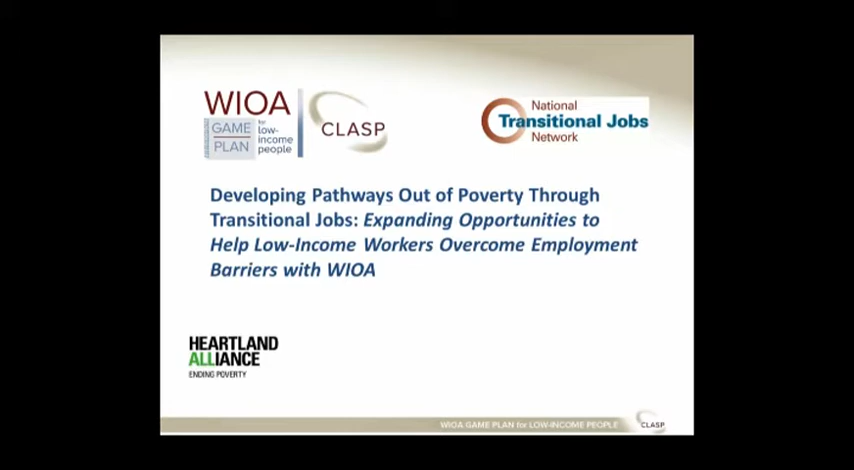 WIOA
GAME
PLAN
for
low-
income
people
CLASP
National
Transitional Jobs
Network
Developing Pathways Out of Poverty Through
Transitional Jobs: Expanding Opportunities to
Help Low-Income Workers Overcome Employment
Barriers with WIOA
HEARTLAND
ALLIANCE
ENDING POVERTY
WIOA GAME PLAN for LOW-INCOME PEOPLE
CLASP